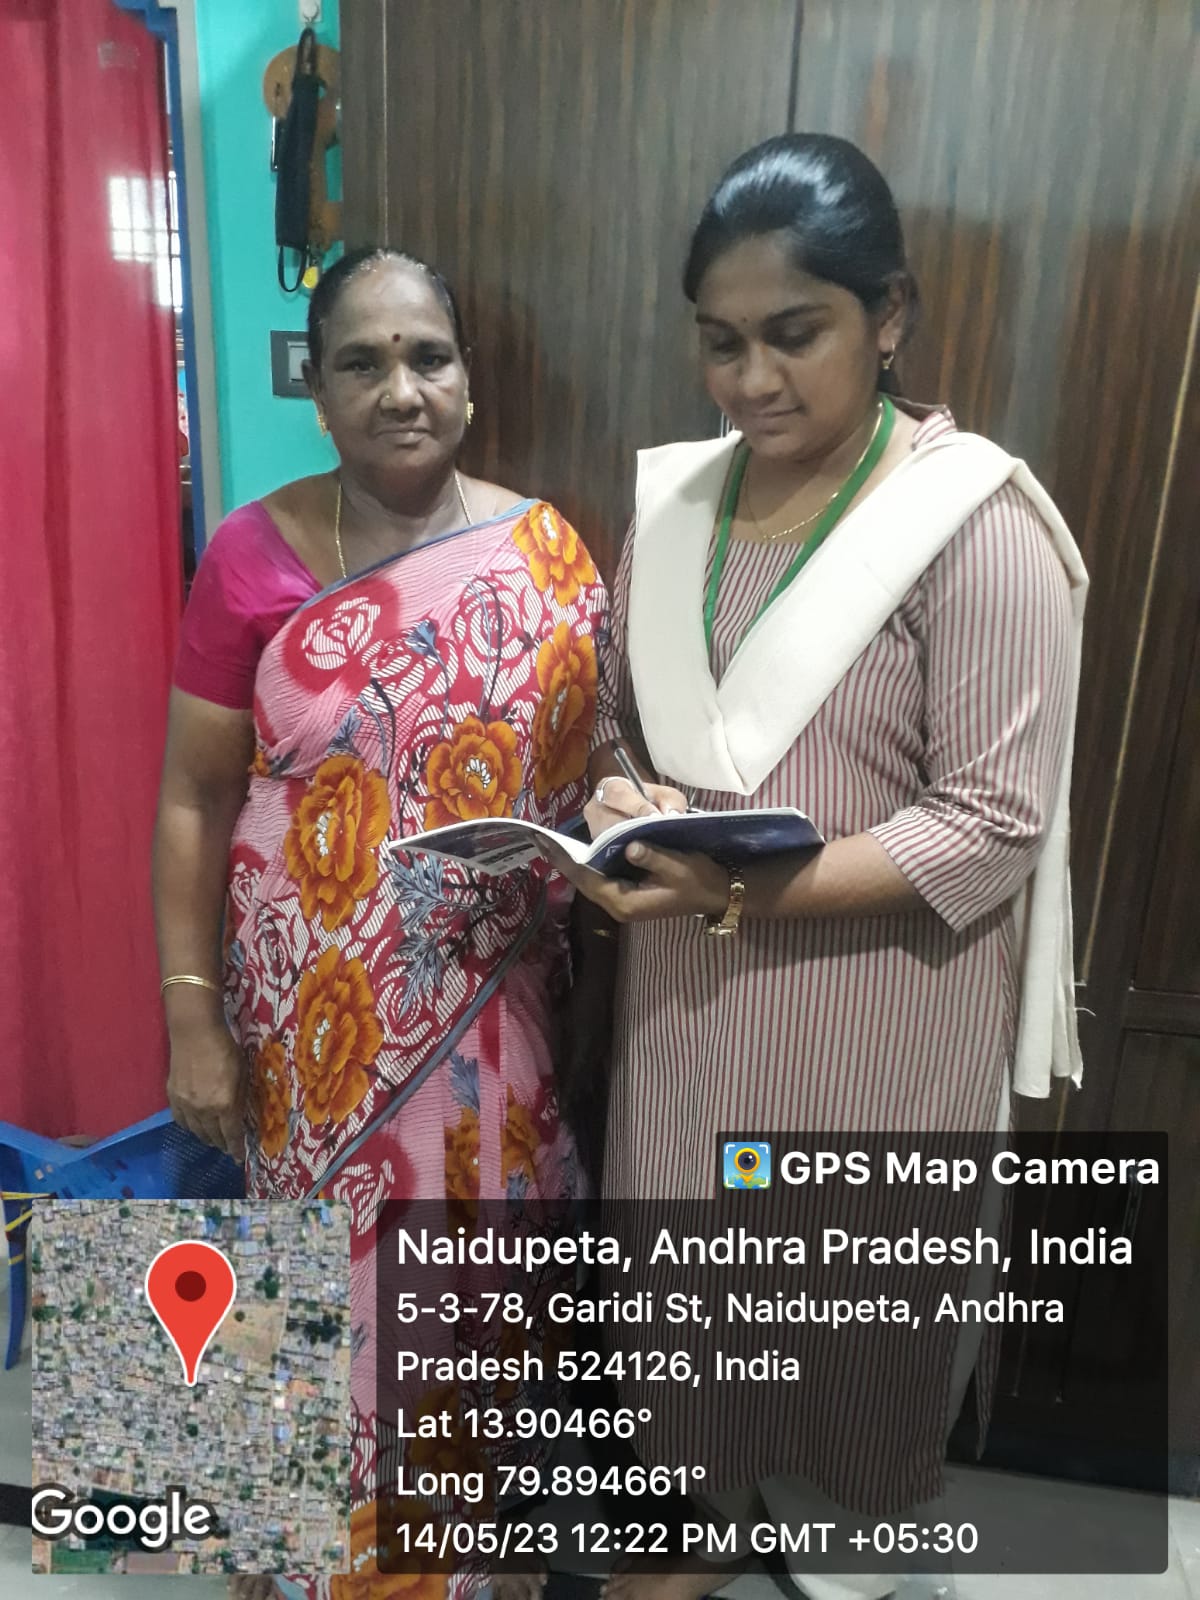 GPS Map Camera
Naidupeta, Andhra Pradesh, India
5-3-78, Garidi St, Naidupeta, Andhra
Pradesh 524126, India
Lat 13.90466°
Long 79.894661°
14/05/23 12:22 PM GMT +05:30
Google